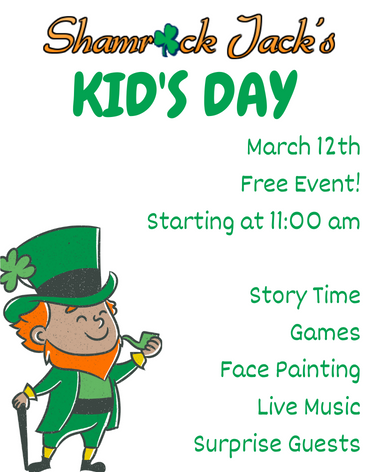 Shamrock Jack's
KID'S DAY
March 12th
Free Event!
Starting at 11:00 am
Story Time
Games
Face Painting
Live Music
Surprise Guests